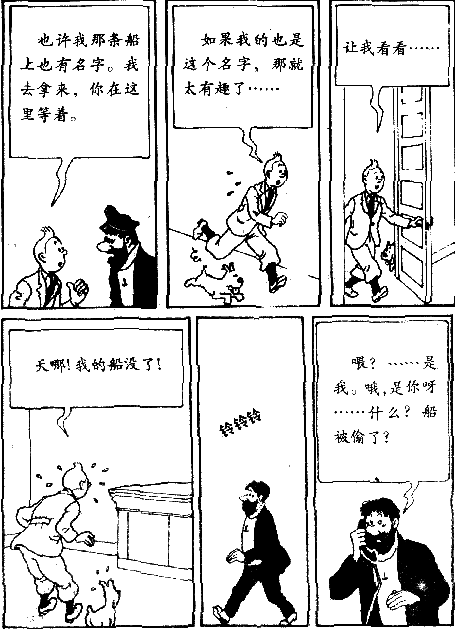 也许我那条船
上也有名字。我
去拿来，你在这
里等着。
如果我的也是
这个名字，那就
太有趣了……
让我看看……
天哪！我的船没了！
铃铃铃
喂？……是
我。哦，是你呀
……什么？船
被偷了？